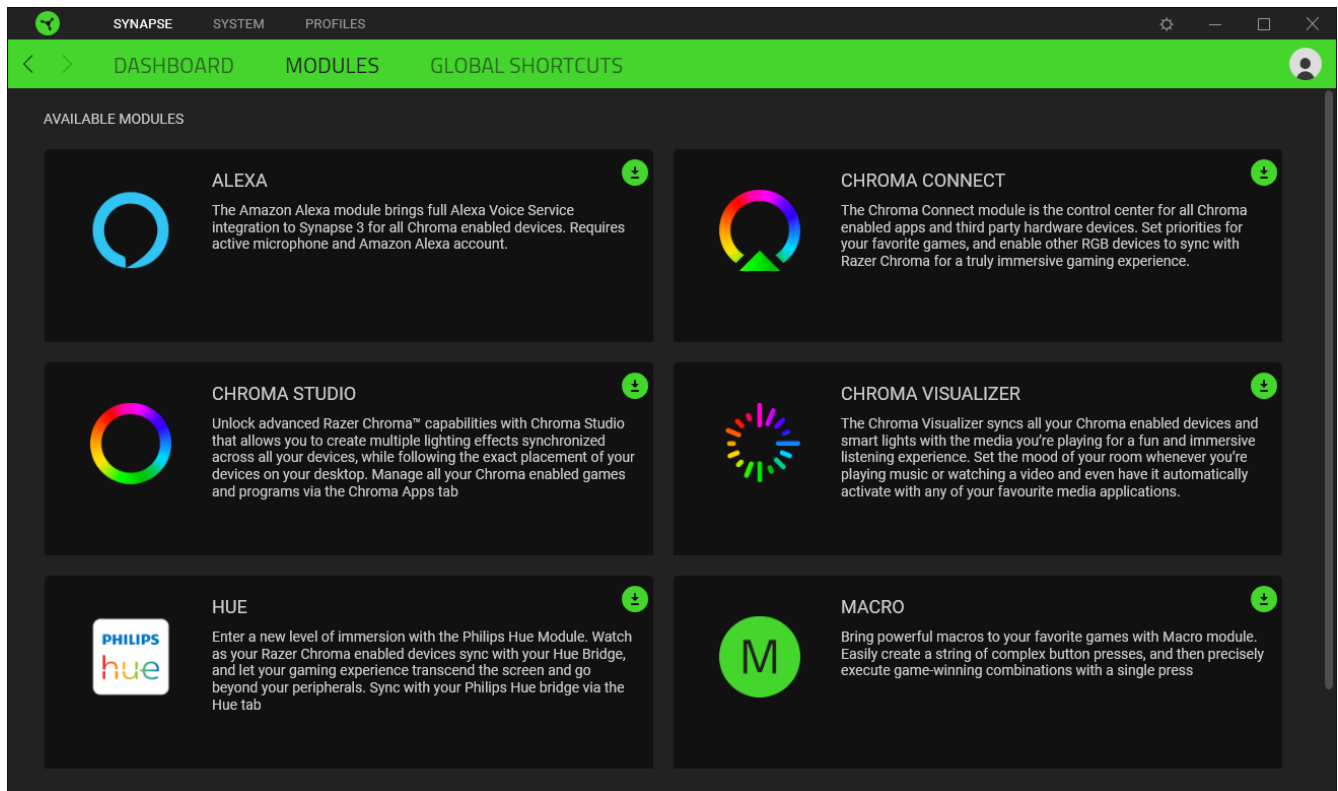 SYNAPSE SYSTEM PROFILES
DASHBOARD MODULES GLOBAL SHORTCUTS
AVAILABLE MODULES
ALEXA
The Amazon Alexa module brings full Alexa Voice Service
integration to Synapse 3 for all Chroma enabled devices. Requires
active microphone and Amazon Alexa account.
CHROMA CONNECT
The Chroma Connect module is the control center for all Chroma
enabled apps and third party hardware devices. Set priorities for
your favorite games, and enable other RGB devices to sync with
Razer Chroma for a truly immersive gaming experience.
CHROMA STUDIO
Unlock advanced Razer Chroma™ capabilities with Chroma Studio
that allows you to create multiple lighting effects synchronized
across all your devices, while following the exact placement of your
devices on your desktop. Manage all your Chroma enabled games
and programs via the Chroma Apps tab
CHROMA VISUALIZER
The Chroma Visualizer syncs all your Chroma enabled devices and
smart lights with the media you're playing for a fun and immersive
listening experience. Set the mood of your room whenever you're
playing music or watching a video and even have it automatically
activate with any of your favourite media applications.
PHILIPS
hue
HUE
Enter a new level of immersion with the Philips Hue Module. Watch
as your Razer Chroma enabled devices sync with your Hue Bridge,
and let your gaming experience transcend the screen and go
beyond your peripherals. Sync with your Philips Hue bridge via the
Hue tab
M
MACRO
Bring powerful macros to your favorite games with Macro module.
Easily create a string of complex button presses, and then precisely
execute game-winning combinations with a single press